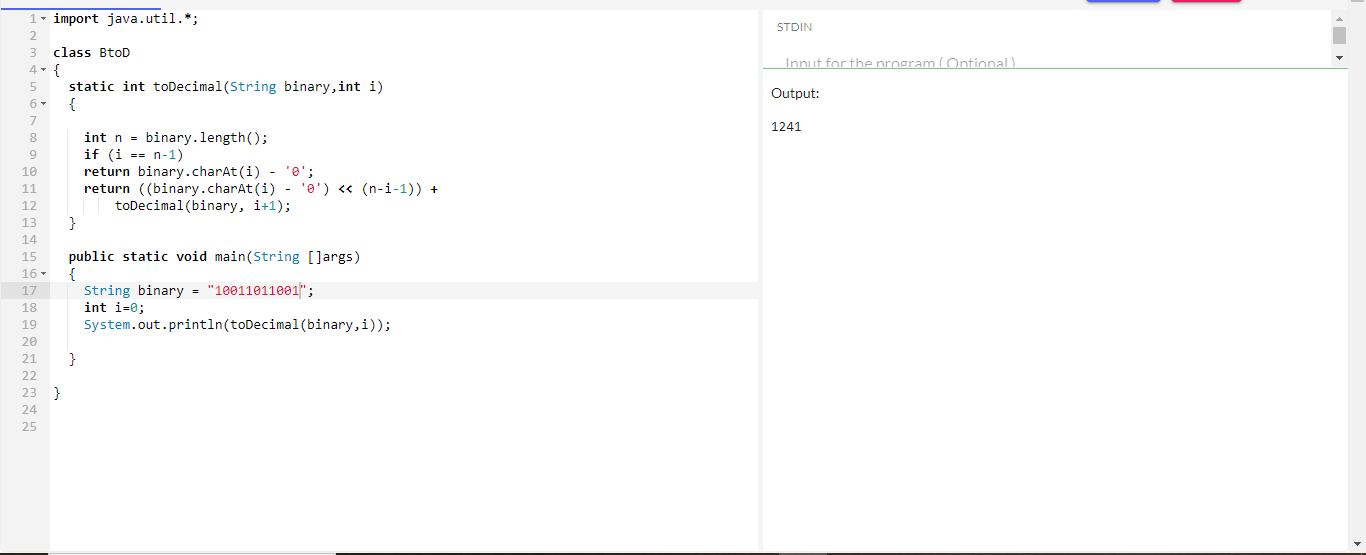 1 import java.util.*;
2
3 class BtoD
4 {
5 static int toDecimal(String binary,int i)
6 {
7
8 int n = binary.length();
9 if (i == n-1)
10 return binary.charAt(i) - '0';
11 return ((binary.charAt(i) - '0') << (n-i-1)) +
12 toDecimal(binary, i+1);
13 }
14
15 public static void main(String []args)
16 {
17 String binary = "10011011001";
18 int i=0;
19 System.out.println(toDecimal(binary,i));
20
21 }
22
23 }
24
25
STDIN
Input for the program ( Optional )
Output:
1241